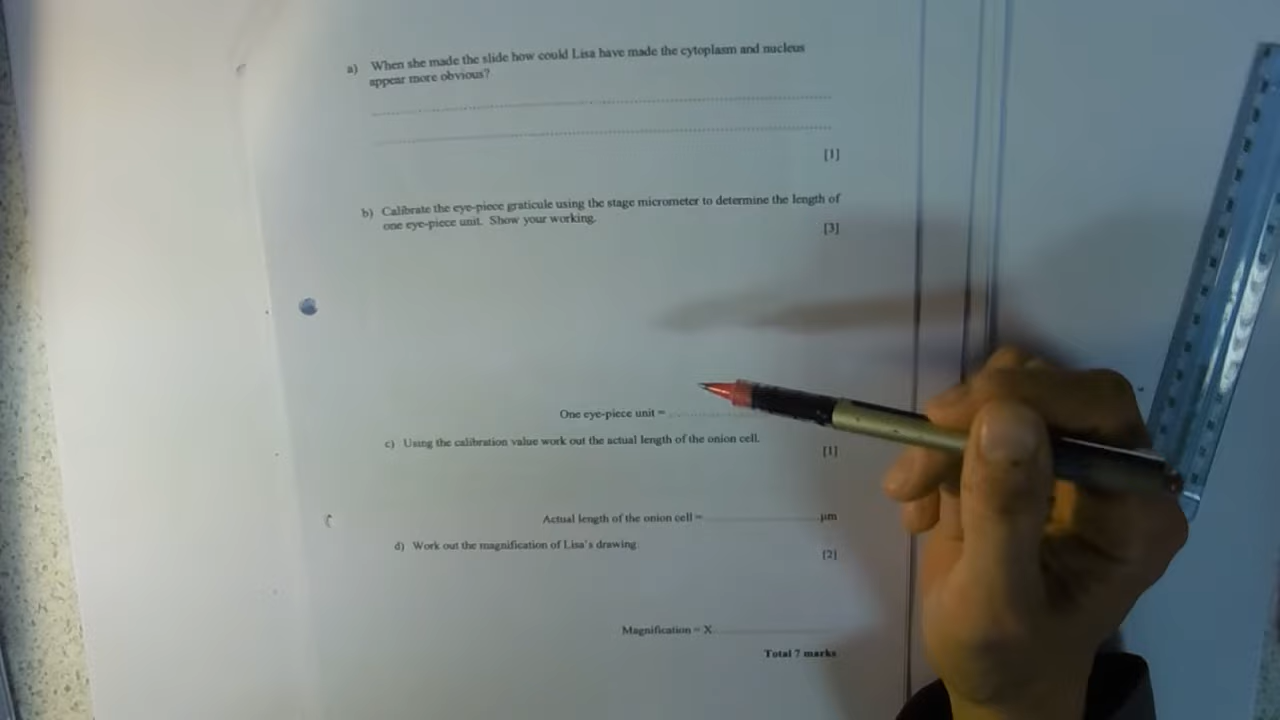 a) When she made the slide how could Lisa have made the cytoplasm and nucleus
appear more obvious?
[1]
b) Calibrate the eye-piece graticule using the stage micrometer to determine the length of
one eye-piece unit. Show your working.
[3]
One eye-piece unit =
c) Using the calibration value work out the actual length of the onion cell.
[1]
Actual length of the onion cell = µm
d) Work out the magnification of Lisa's drawing.
[2]
Magnification = X
Total 7 marks